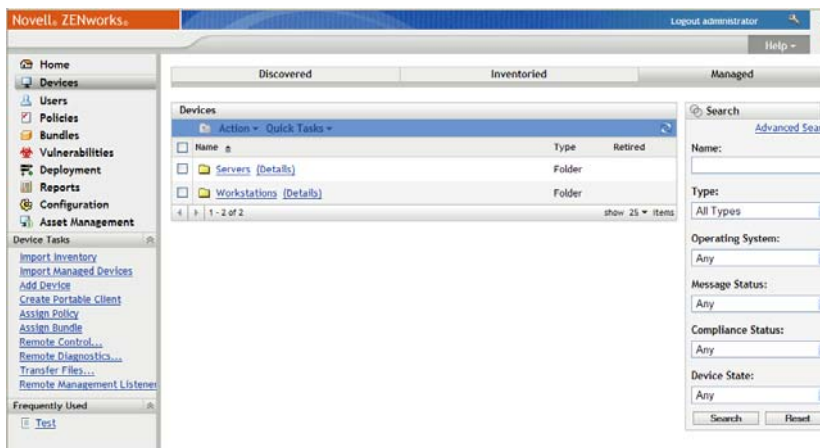 Novell® ZENworks®
Logout administrator
Help
Home
Devices
Users
Policies
Bundles
Vulnerabilities
Deployment
Reports
Configuration
Asset Management
Device Tasks
Import Inventory
Import Managed Devices
Add Device
Create Portable Client
Assign Policy
Assign Bundle
Remote Control...
Remote Diagnostics...
Transfer Files...
Remote Management Listener
Frequently Used
Test
Discovered Inventoried Managed
Devices
Action Quick Tasks
Name Type Retired
Servers (Details) Folder
Workstations (Details) Folder
1 - 2 of 2 show 25 items
Search
Advanced Sear
Name:
Type:
All Types
Operating System:
Any
Message Status:
Any
Compliance Status:
Any
Device State:
Any
Search Reset